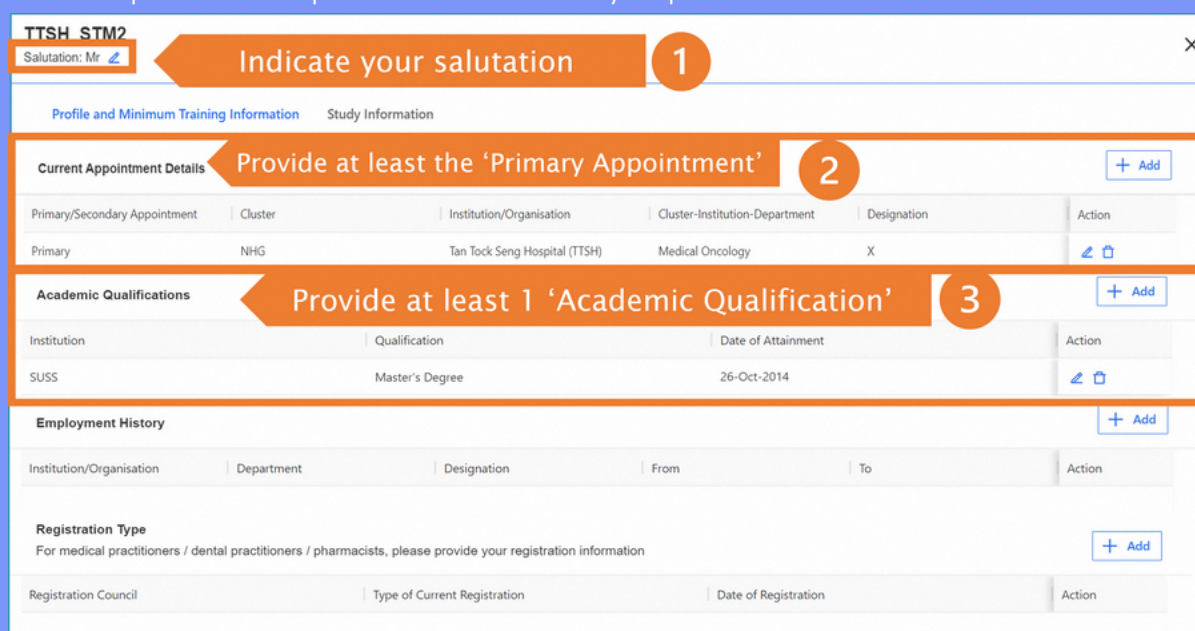 TTSH_STM2
Salutation: Mr
Indicate your salutation 1
Profile and Minimum Training Information Study Information
Current Appointment Details Provide at least the ‘Primary Appointment’ 2 + Add
Primary/Secondary Appointment Cluster Institution/Organisation Cluster-Institution-Department Designation Action
Primary NHG Tan Tock Seng Hospital (TTSH) Medical Oncology X
Academic Qualifications Provide at least 1 ‘Academic Qualification’ 3 + Add
Institution Qualification Date of Attainment Action
SUSS Master's Degree 26-Oct-2014
Employment History + Add
Institution/Organisation Department Designation From To Action
Registration Type
For medical practitioners / dental practitioners / pharmacists, please provide your registration information + Add
Registration Council Type of Current Registration Date of Registration Action